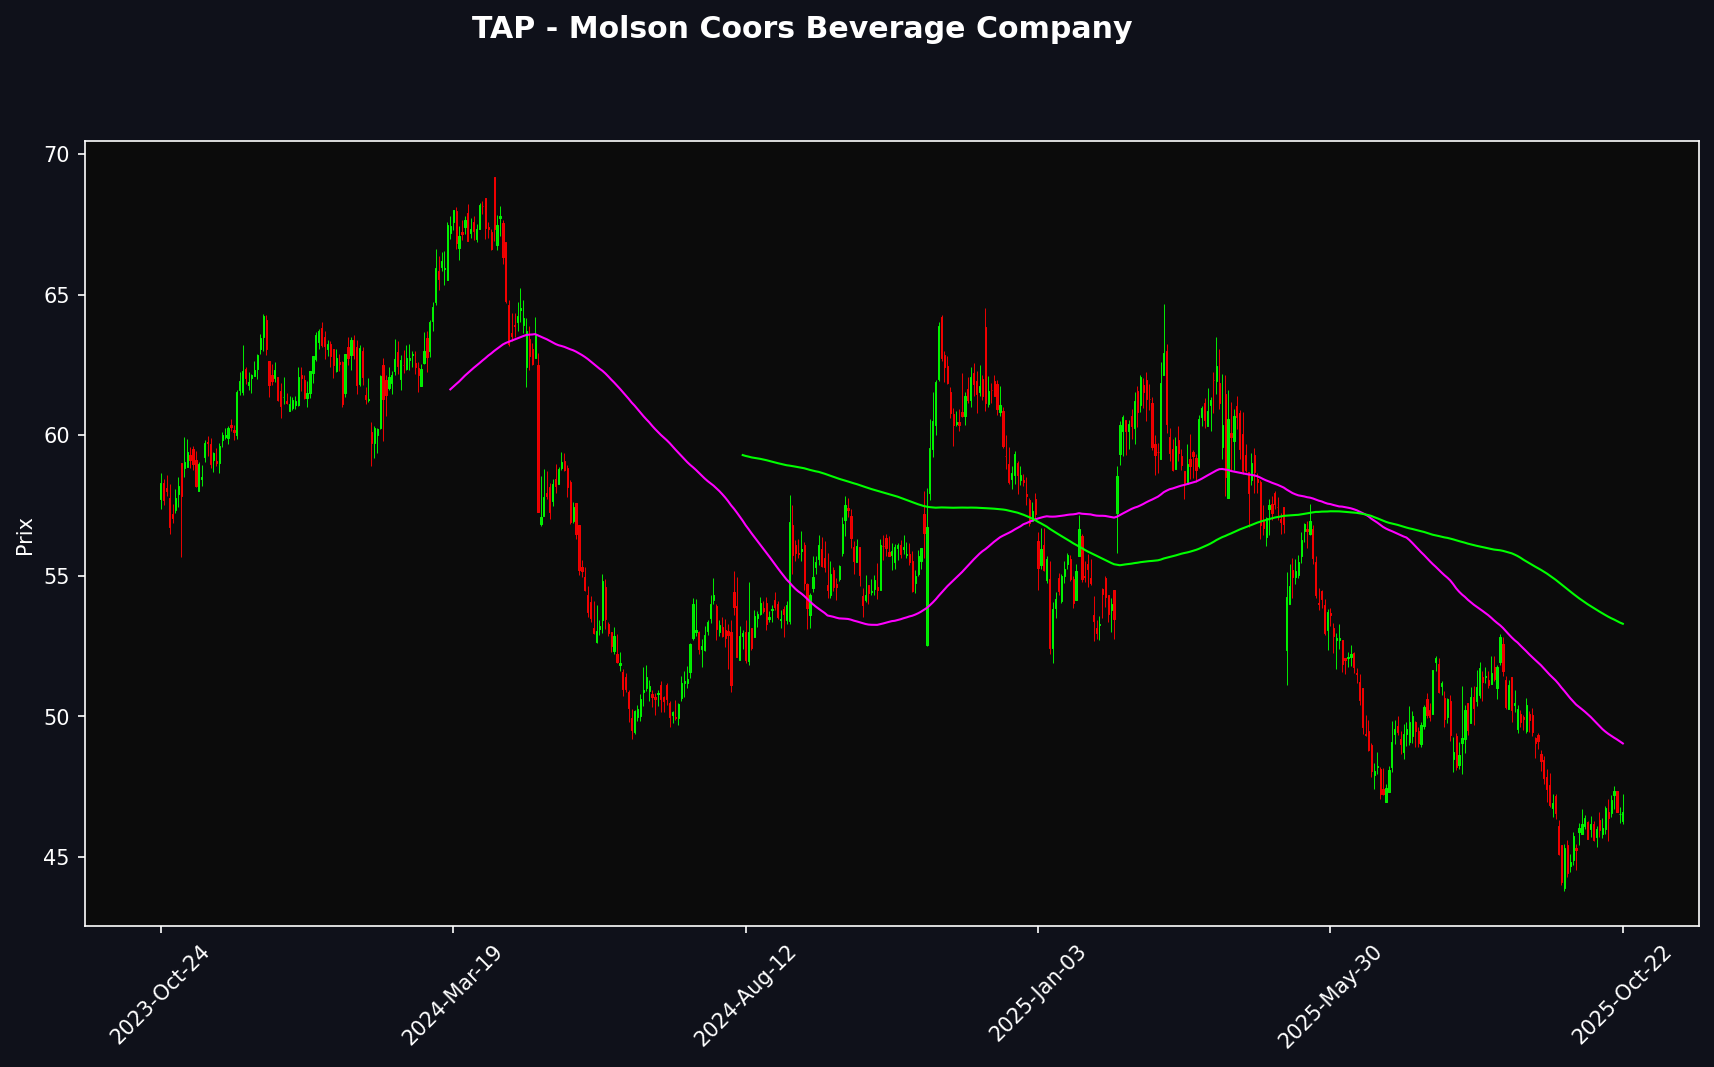 TAP - Molson Coors Beverage Company
Prix
70
65
60
55
50
45
2023-Oct-24
2024-Mar-19
2024-Aug-12
2025-Jan-03
2025-May-30
2025-Oct-22